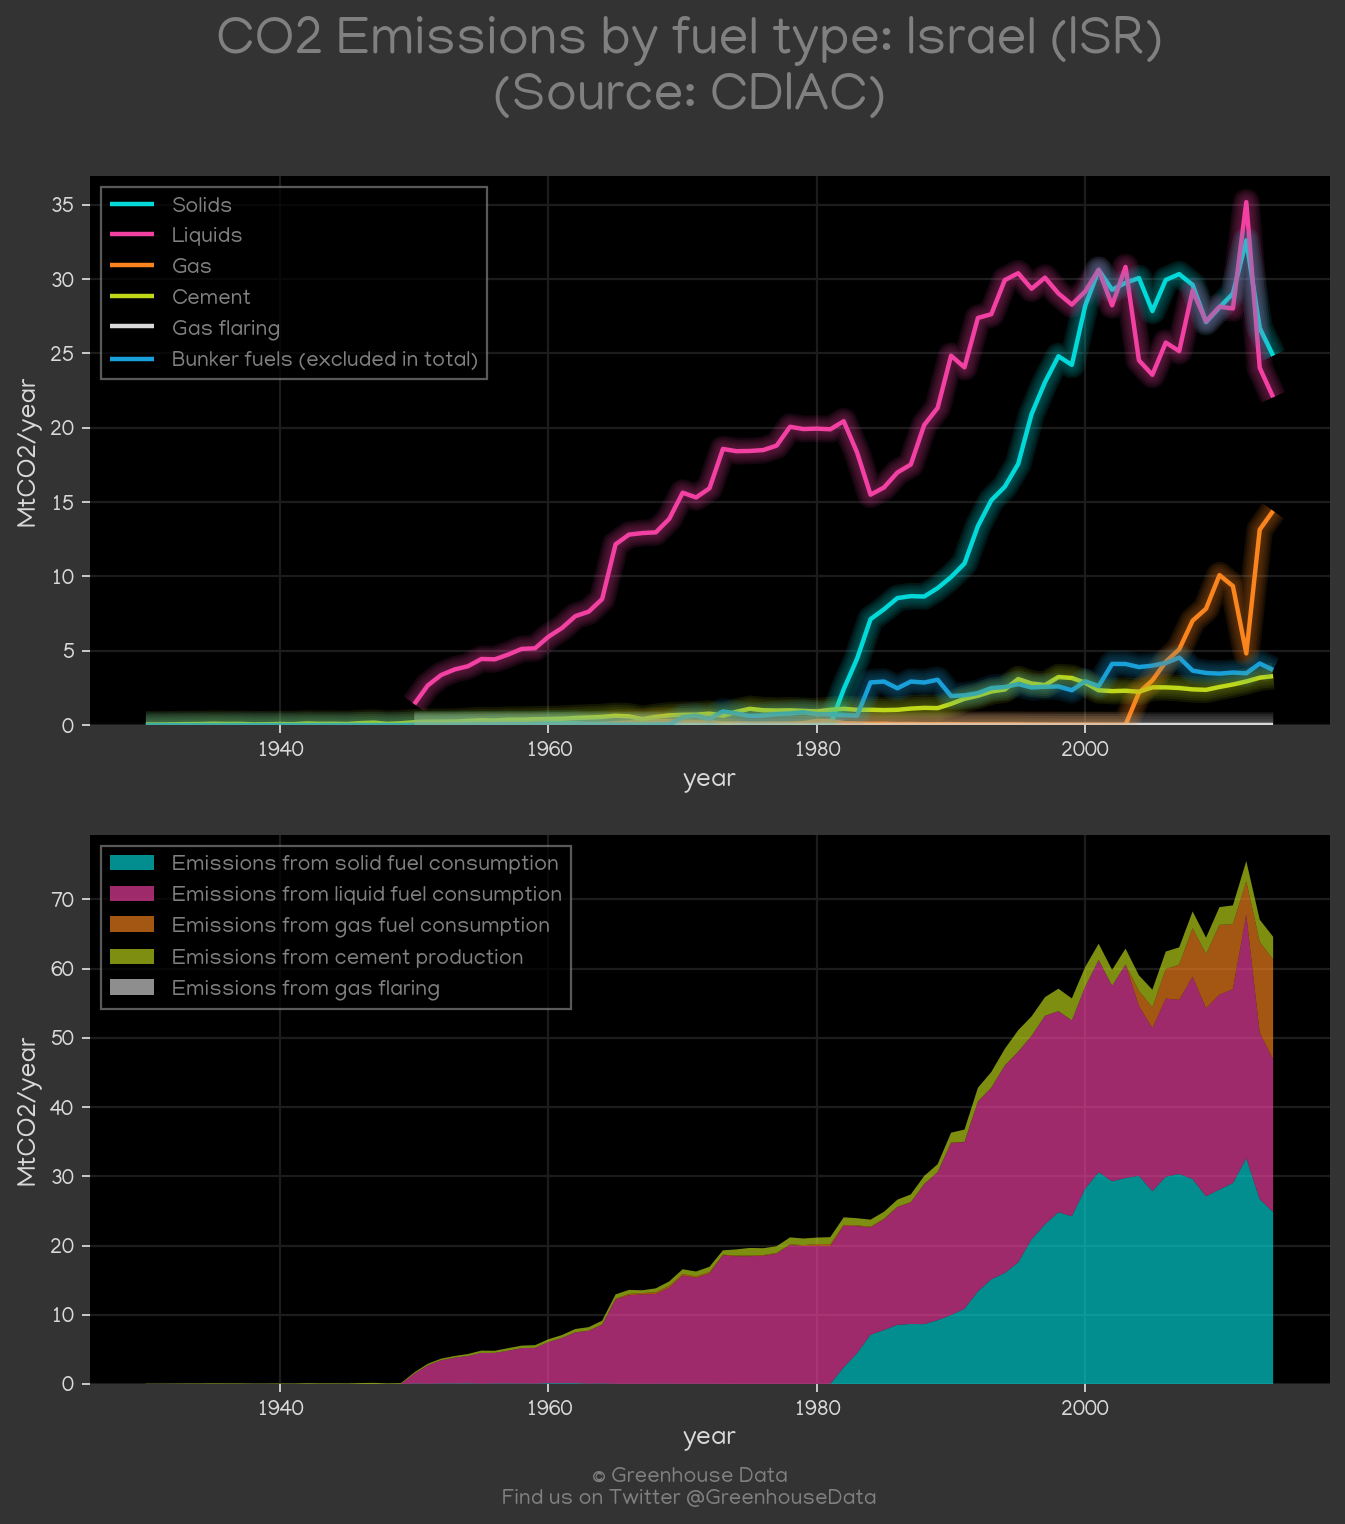 CO2 Emissions by fuel type: Israel (ISR)
(Source: CDIAC)
Solids
Liquids
Gas
Cement
Gas flaring
Bunker fuels (excluded in total)
MtCO2/year
35
30
25
20
15
10
5
0
1940
1960
1980
2000
year
Emissions from solid fuel consumption
Emissions from liquid fuel consumption
Emissions from gas fuel consumption
Emissions from cement production
Emissions from gas flaring
MtCO2/year
70
60
50
40
30
20
10
0
1940
1960
1980
2000
year
© Greenhouse Data
Find us on Twitter @GreenhouseData